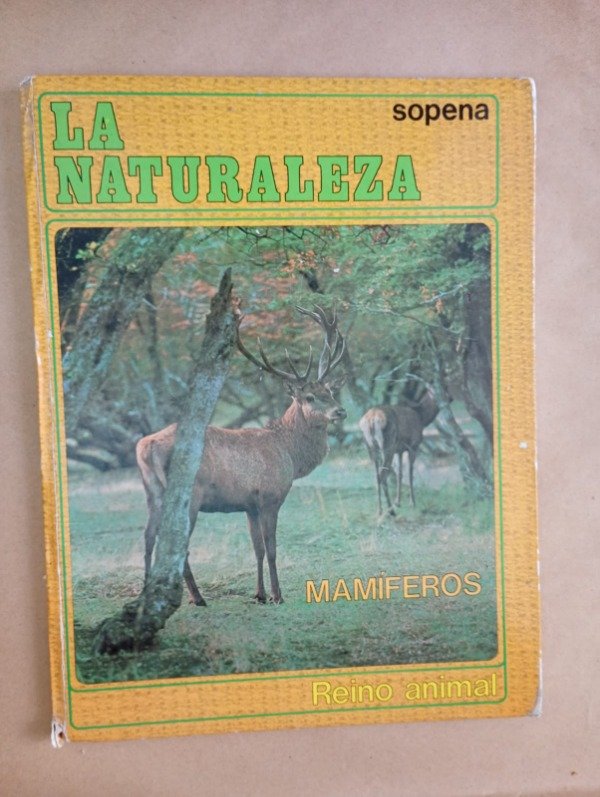 sopena
LA
NATURALEZA
MAMÍFEROS
Reino animal